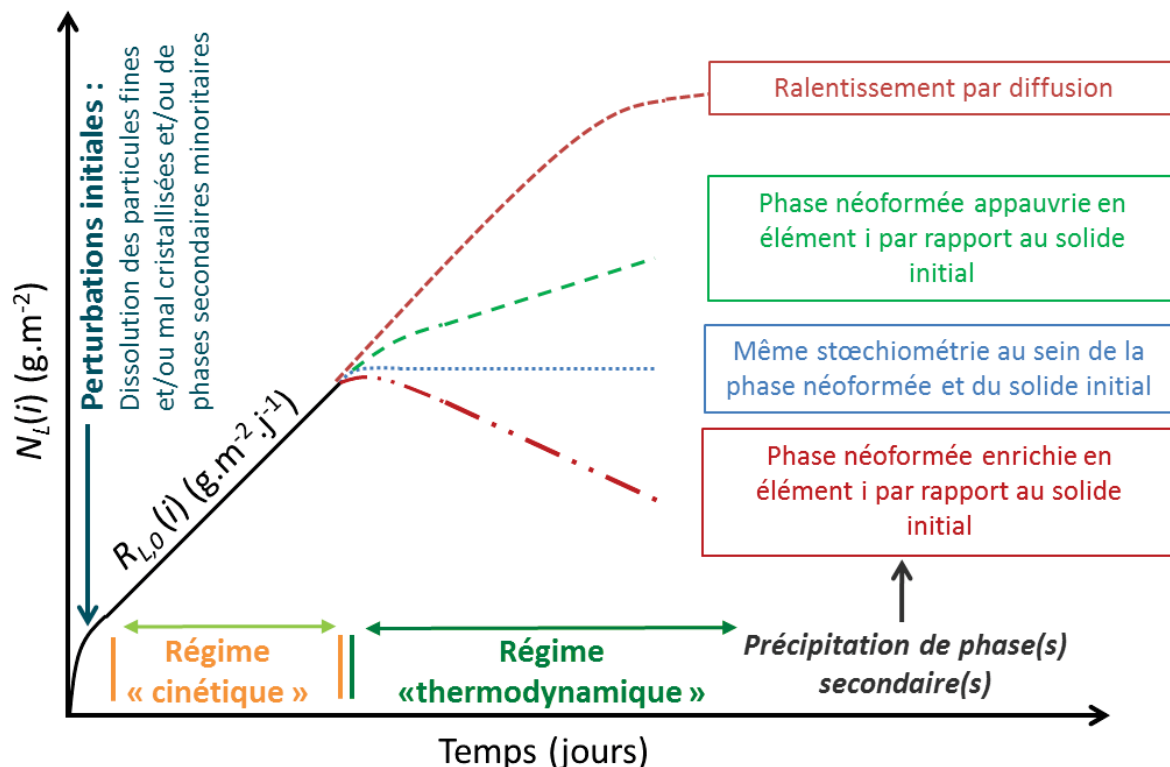 N_L(i) (g.m⁻²)
Perturbations initiales :
Dissolution des particules fines
et/ou mal cristallisées et/ou de
phases secondaires minoritaires
R_L,0 (i) (g.m⁻².j⁻¹)
Ralentissement par diffusion
Phase néoformée appauvrie en
élément i par rapport au solide
initial
Même stœchiométrie au sein de la
phase néoformée et du solide initial
Phase néoformée enrichie en
élément i par rapport au solide
initial
Régime
« cinétique »
Régime
«thermodynamique »
Précipitation de phase(s)
secondaire(s)
Temps (jours)